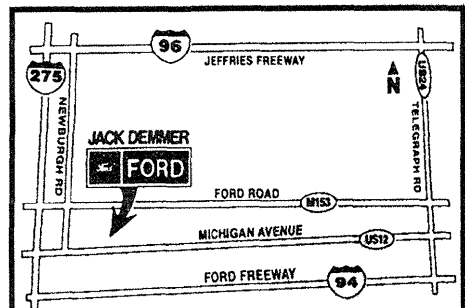 96
JEFFRIES FREEWAY
275
US24
N
NEWBURGH RD
TELEGRAPH RD
JACK DEMMER
FORD
FORD ROAD
M153
MICHIGAN AVENUE
US12
FORD FREEWAY
94